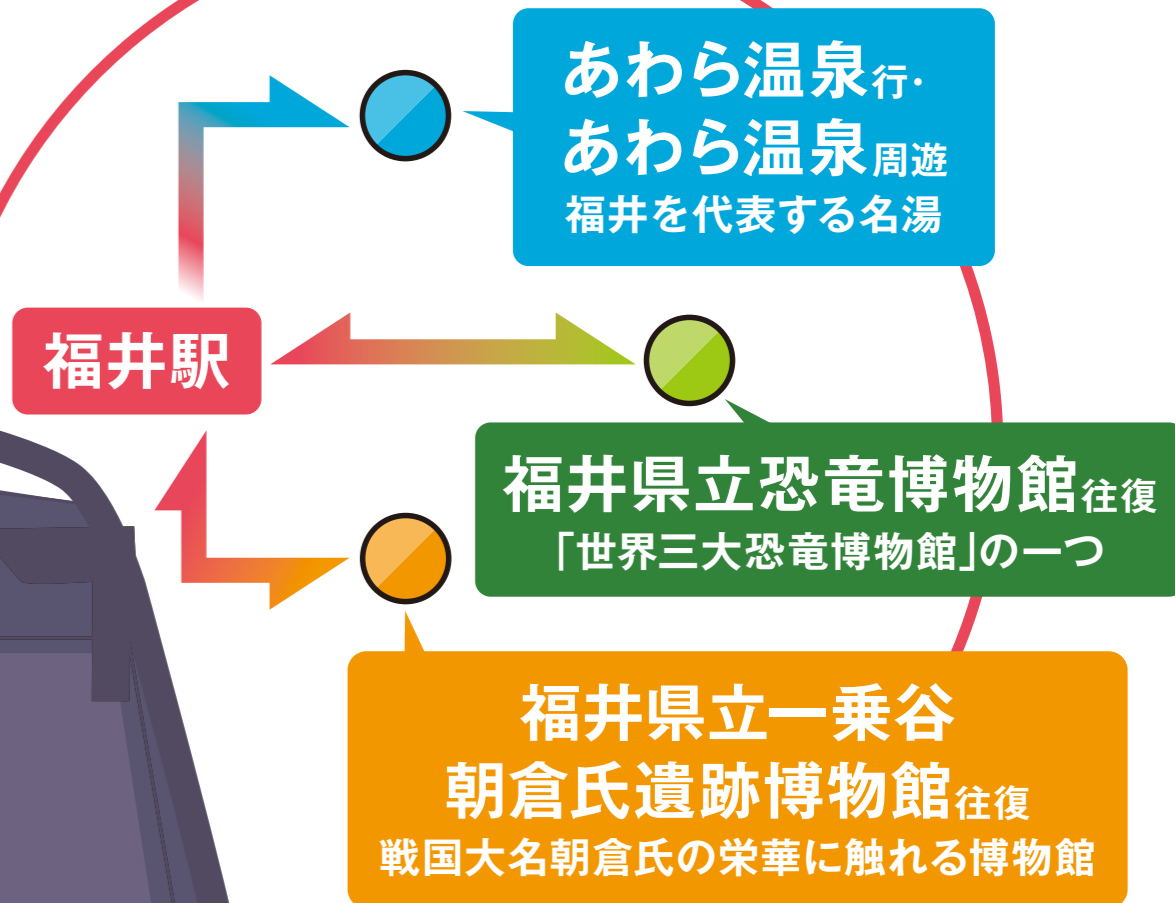 あわら温泉行・
あわら温泉周遊
福井を代表する名湯
福井駅
福井県立恐竜博物館往復
「世界三大恐竜博物館」の一つ
福井県立一乗谷
朝倉氏遺跡博物館往復
戦国大名朝倉氏の栄華に触れる博物館